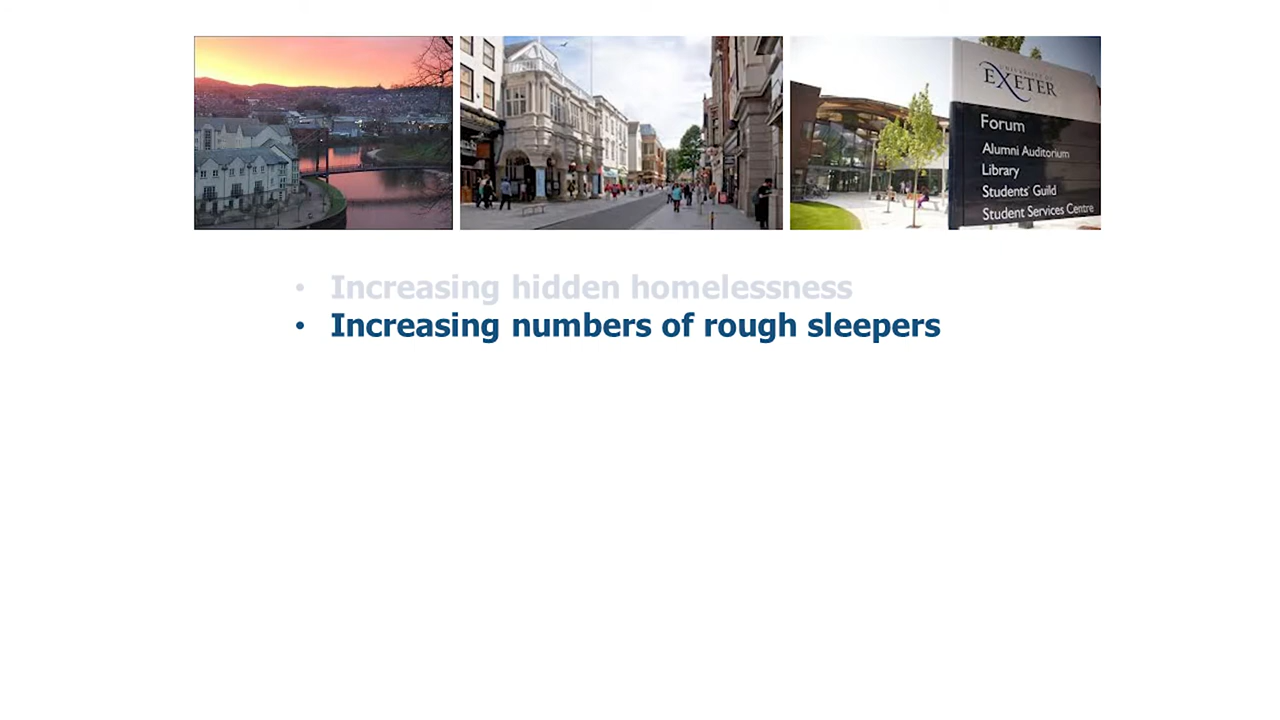 UNIVERSITY OF
EXETER
Forum
Alumni Auditorium
Library
Students' Guild
Student Services Centre
• Increasing hidden homelessness
• Increasing numbers of rough sleepers